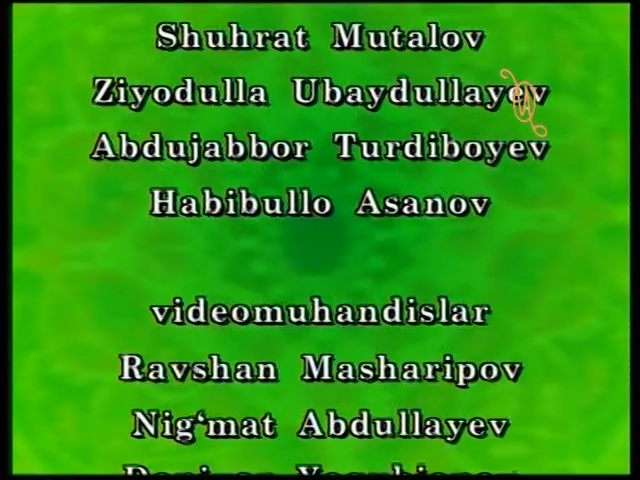 Shuhrat Mutalov
Ziyodulla Ubaydullayev
Abdujabbor Turdiboyev
Habibullo Asanov
videomuhandislar
Ravshan Masharipov
Nig‘mat Abdullayev